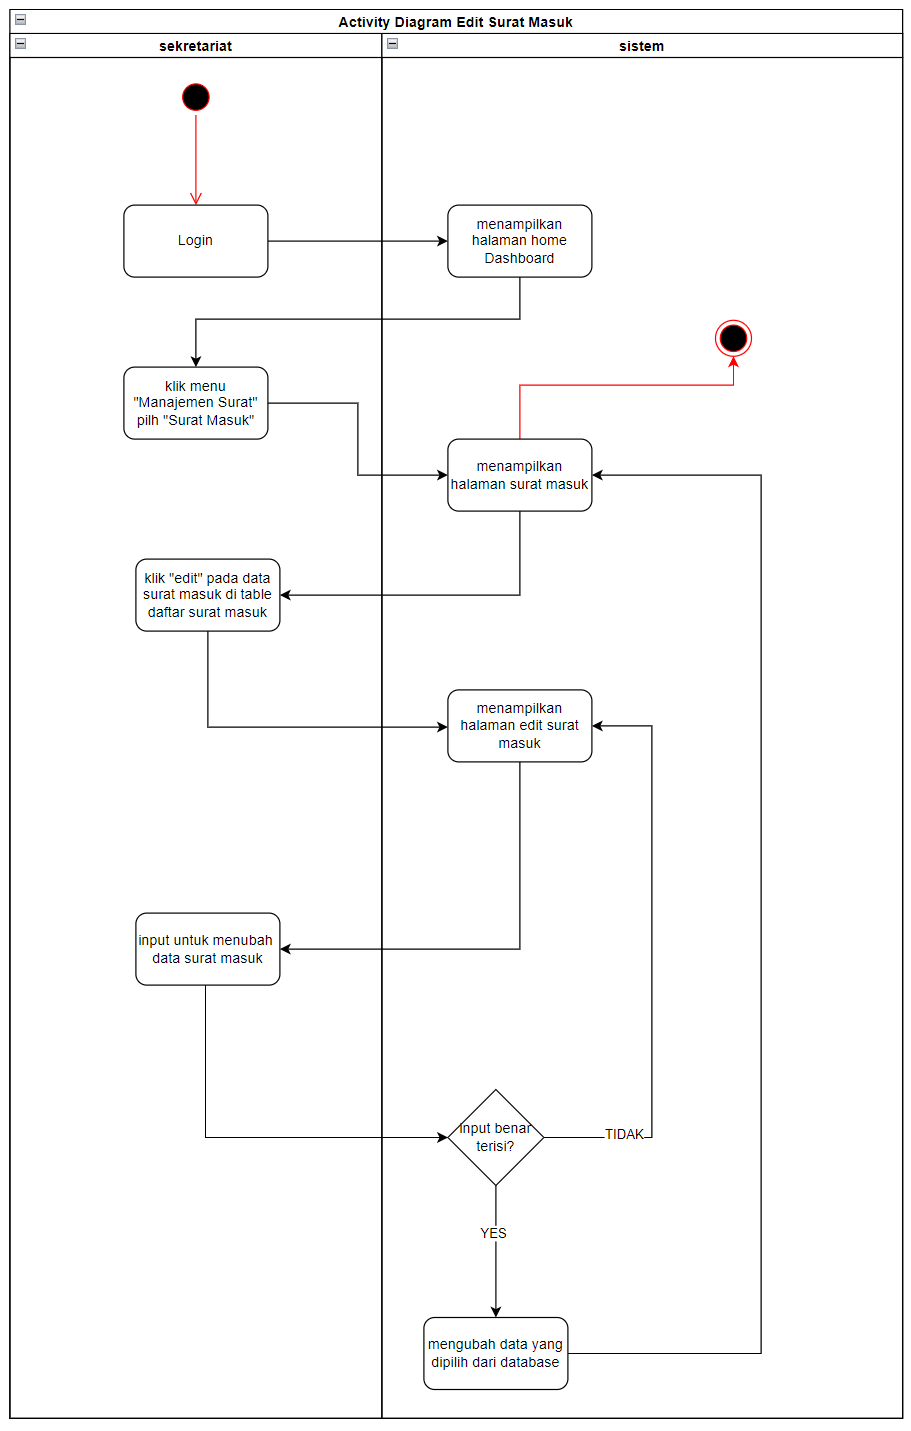 Activity Diagram Edit Surat Masuk
sekretariat
sistem
Login
menampilkan
halaman home
Dashboard
klik menu
"Manajemen Surat"
pilh "Surat Masuk"
menampilkan
halaman surat masuk
klik "edit" pada data
surat masuk di table
daftar surat masuk
menampilkan
halaman edit surat
masuk
input untuk menubah
data surat masuk
input benar
terisi?
TIDAK
YES
mengubah data yang
dipilih dari database